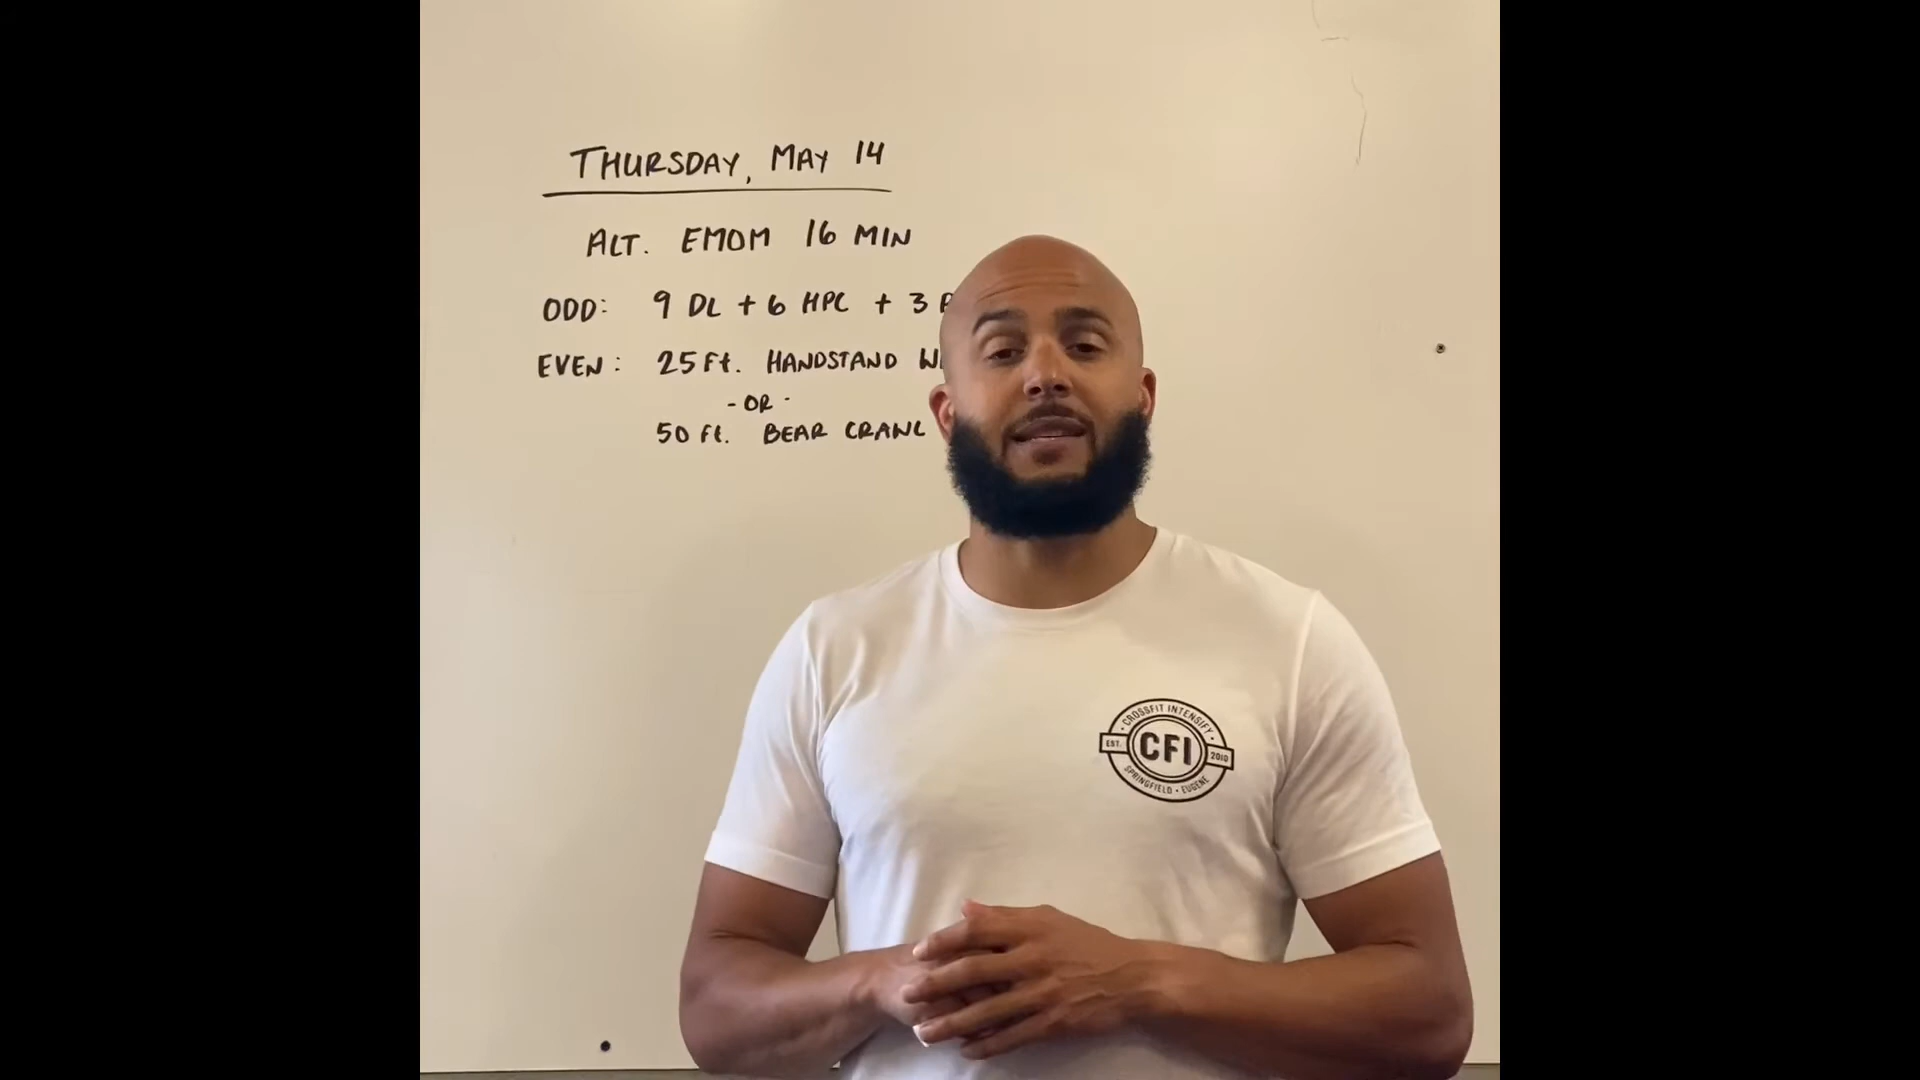 THURSDAY, MAY 14
ALT. EMOM 16 MIN
ODD: 9 DL + 6 HPC + 3
EVEN: 25 Ft. HANDSTAND
- OR -
50 Ft. BEAR CRAWL
• CROSSFIT INTENSIFY •
EST. CFI 2010
SPRINGFIELD • EUGENE